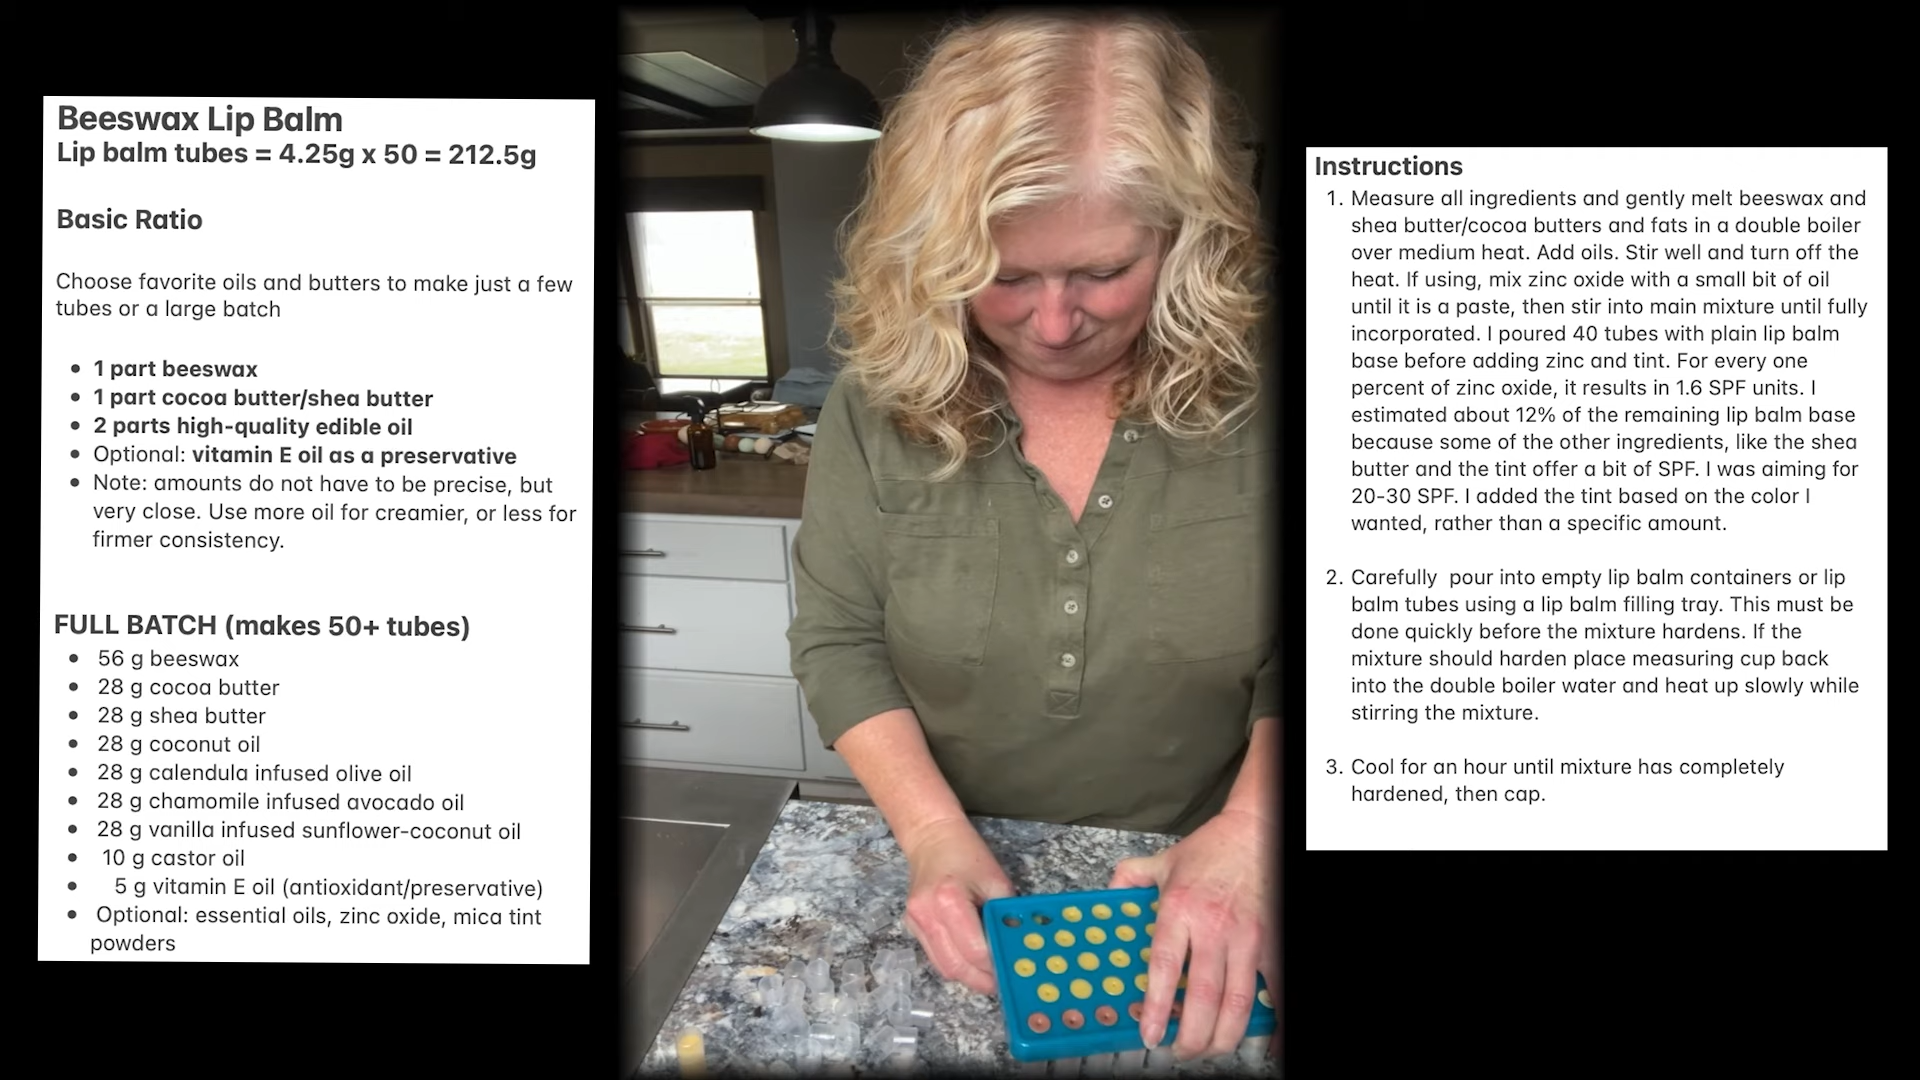 Beeswax Lip Balm
Lip balm tubes = 4.25g x 50 = 212.5g
Basic Ratio
Choose favorite oils and butters to make just a few
tubes or a large batch
• 1 part beeswax
• 1 part cocoa butter/shea butter
• 2 parts high-quality edible oil
• Optional: vitamin E oil as a preservative
• Note: amounts do not have to be precise, but
very close. Use more oil for creamier, or less for
firmer consistency.
FULL BATCH (makes 50+ tubes)
• 56 g beeswax
• 28 g cocoa butter
• 28 g shea butter
• 28 g coconut oil
• 28 g calendula infused olive oil
• 28 g chamomile infused avocado oil
• 28 g vanilla infused sunflower-coconut oil
• 10 g castor oil
• 5 g vitamin E oil (antioxidant/preservative)
• Optional: essential oils, zinc oxide, mica tint
powders
Instructions
1. Measure all ingredients and gently melt beeswax and
shea butter/cocoa butters and fats in a double boiler
over medium heat. Add oils. Stir well and turn off the
heat. If using, mix zinc oxide with a small bit of oil
until it is a paste, then stir into main mixture until fully
incorporated. I poured 40 tubes with plain lip balm
base before adding zinc and tint. For every one
percent of zinc oxide, it results in 1.6 SPF units. I
estimated about 12% of the remaining lip balm base
because some of the other ingredients, like the shea
butter and the tint offer a bit of SPF. I was aiming for
20-30 SPF. I added the tint based on the color I
wanted, rather than a specific amount.
2. Carefully pour into empty lip balm containers or lip
balm tubes using a lip balm filling tray. This must be
done quickly before the mixture hardens. If the
mixture should harden place measuring cup back
into the double boiler water and heat up slowly while
stirring the mixture.
3. Cool for an hour until mixture has completely
hardened, then cap.